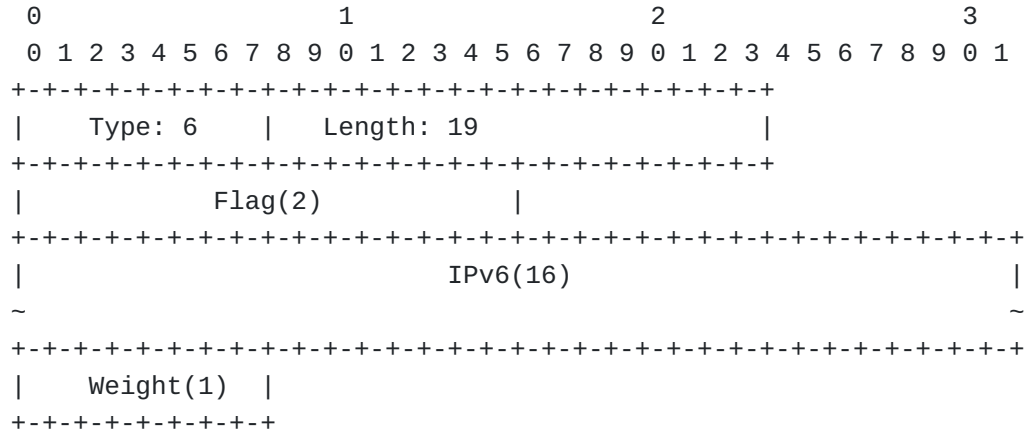 0                   1                   2                   3
 0 1 2 3 4 5 6 7 8 9 0 1 2 3 4 5 6 7 8 9 0 1 2 3 4 5 6 7 8 9 0 1
+-+-+-+-+-+-+-+-+-+-+-+-+-+-+-+-+-+-+-+-+-+-+-+-+
|    Type: 6    |   Length: 19                  |
+-+-+-+-+-+-+-+-+-+-+-+-+-+-+-+-+-+-+-+-+-+-+-+-+
|            Flag(2)            |
+-+-+-+-+-+-+-+-+-+-+-+-+-+-+-+-+-+-+-+-+-+-+-+-+-+-+-+-+-+-+-+-+
|                           IPv6(16)                            |
~                                                               ~
+-+-+-+-+-+-+-+-+-+-+-+-+-+-+-+-+-+-+-+-+-+-+-+-+-+-+-+-+-+-+-+-+
|    Weight(1)  |
+-+-+-+-+-+-+-+-+